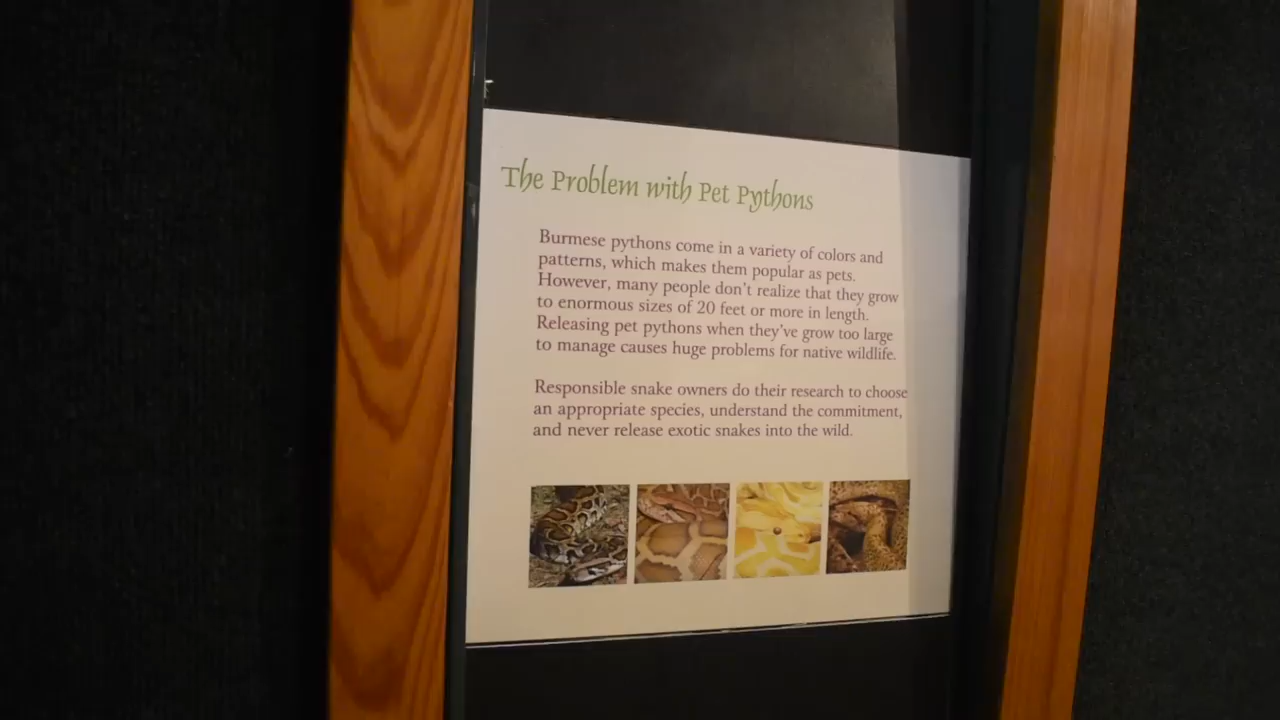 The Problem with Pet Pythons
Burmese pythons come in a variety of colors and
patterns, which makes them popular as pets.
However, many people don't realize that they grow
to enormous sizes of 20 feet or more in length.
Releasing pet pythons when they've grow too large
to manage causes huge problems for native wildlife.
Responsible snake owners do their research to choose
an appropriate species, understand the commitment,
and never release exotic snakes into the wild.